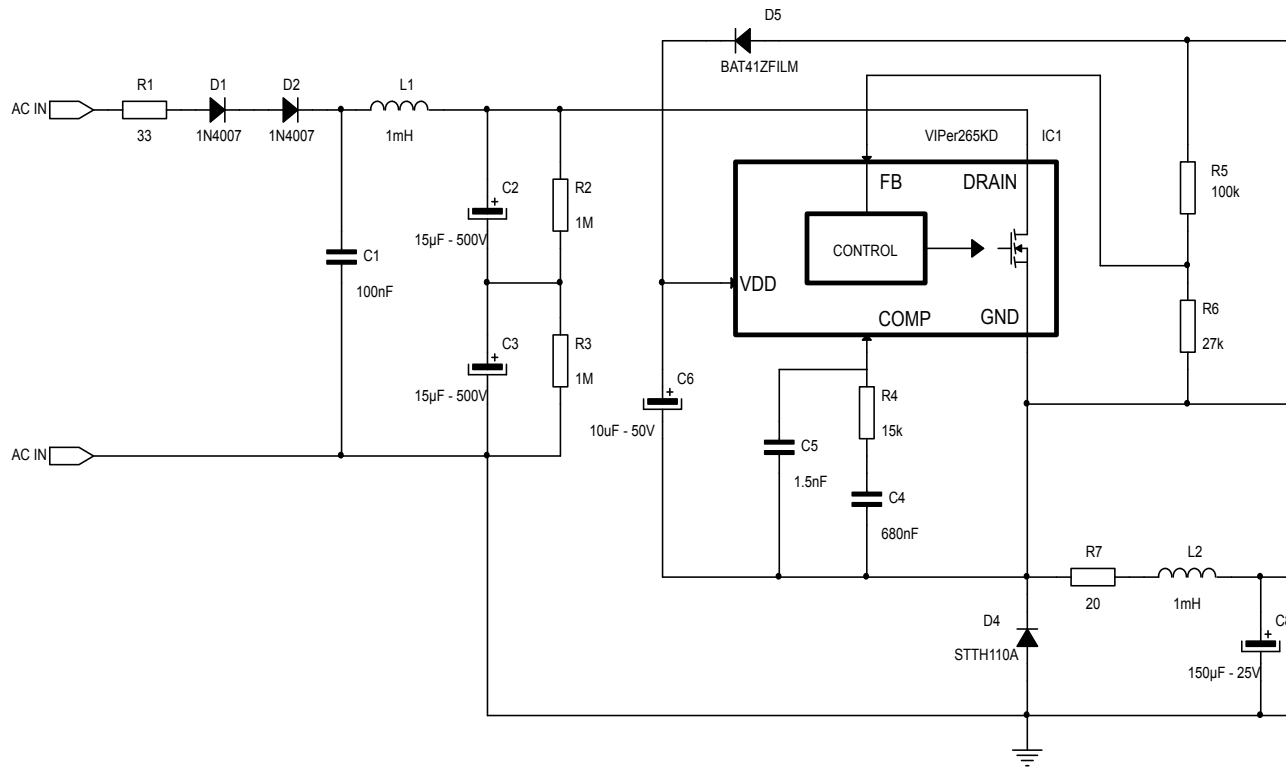 D5
BAT41ZFILM
AC IN
R1
33
D1
1N4007
D2
1N4007
L1
1mH
VIPer265KD
IC1
FB
DRAIN
CONTROL
VDD
COMP
GND
R5
100k
R6
27k
C2
+
15µF - 500V
R2
1M
C1
100nF
C3
+
15µF - 500V
R3
1M
C6
+
10uF - 50V
R4
15k
C5
1.5nF
C4
680nF
AC IN
R7
20
L2
1mH
D4
STTH110A
+
150µF - 25V